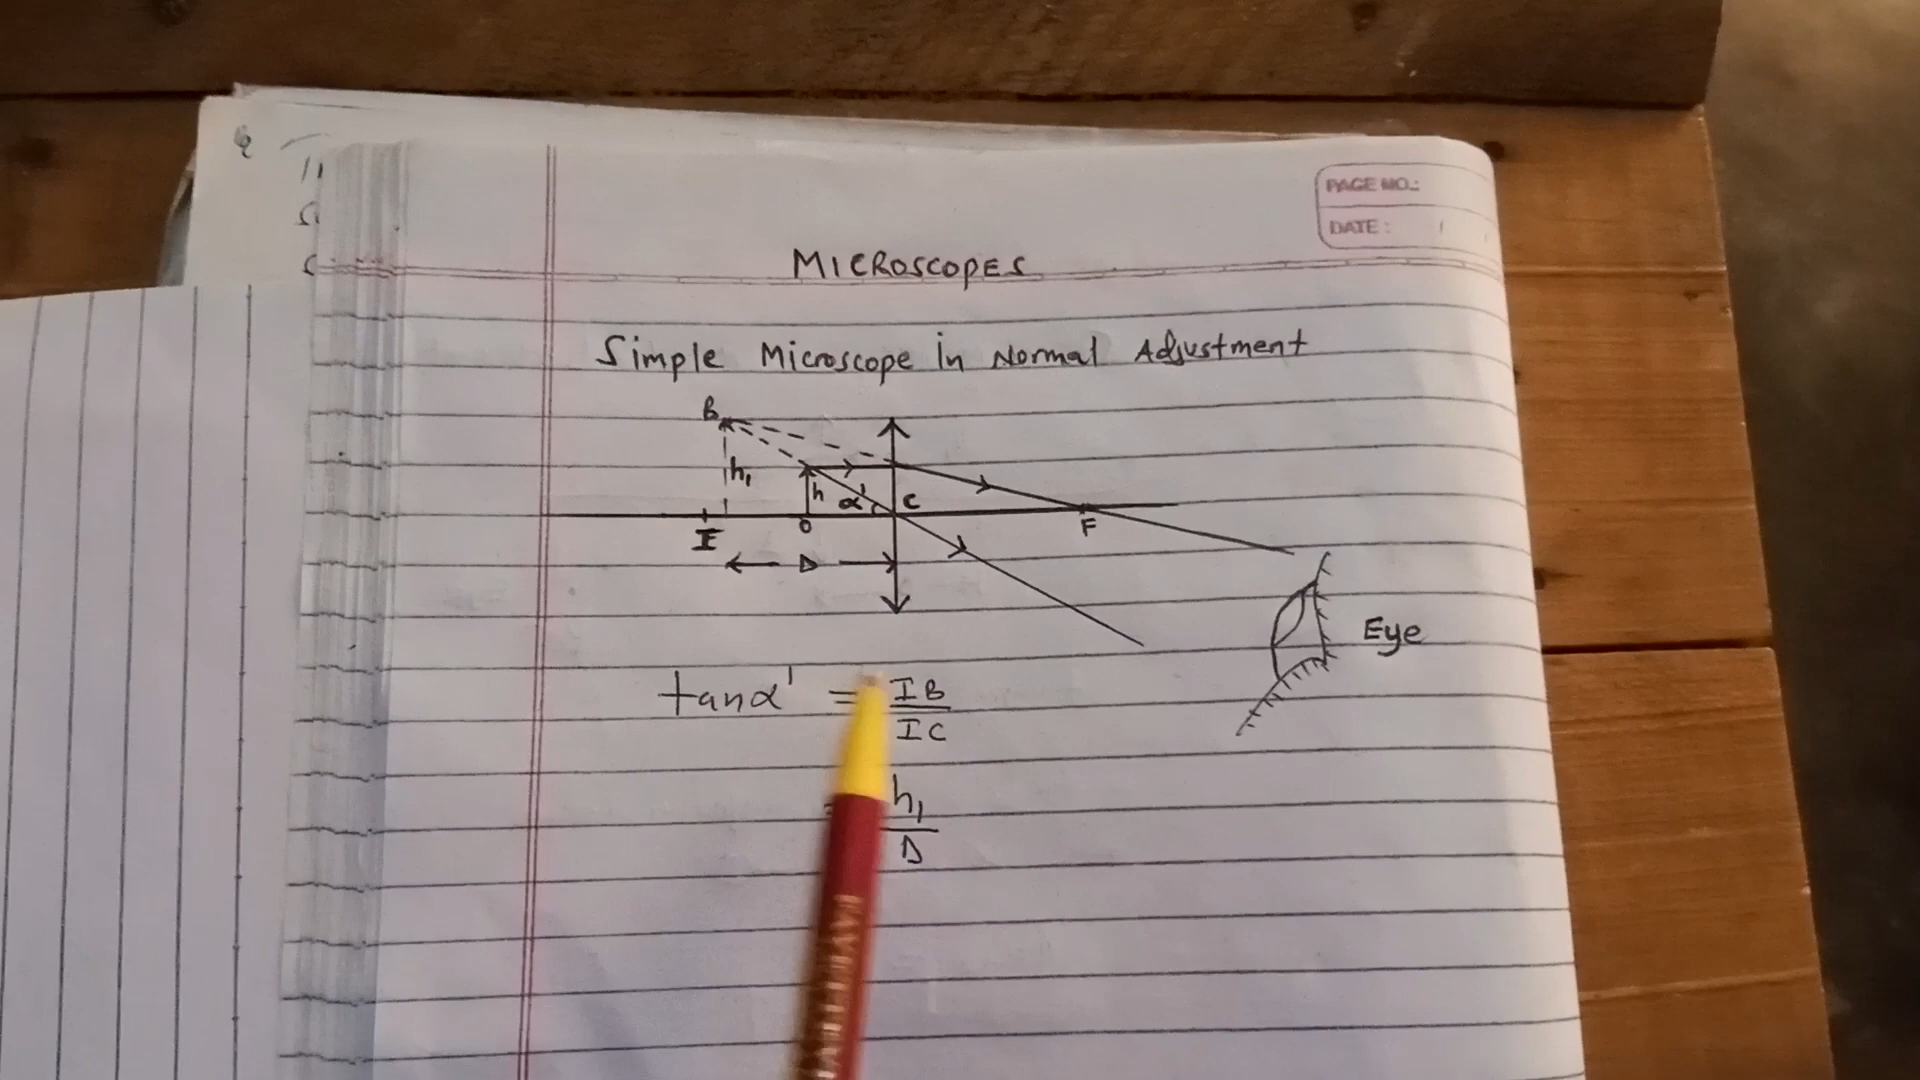 PAGE NO.:
DATE: / /
MICROSCOPES
Simple Microscope in Normal Adjustment
B
h₁
h α' C
I O F
D
Eye
tanα' = IB
IC
= h₁
D